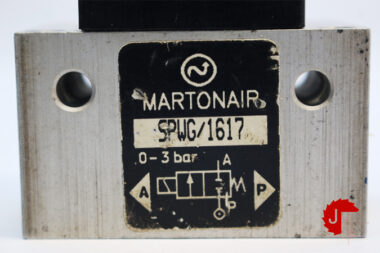 MARTONAIR
SPWG/1617
0-3 bar
A
A P
J